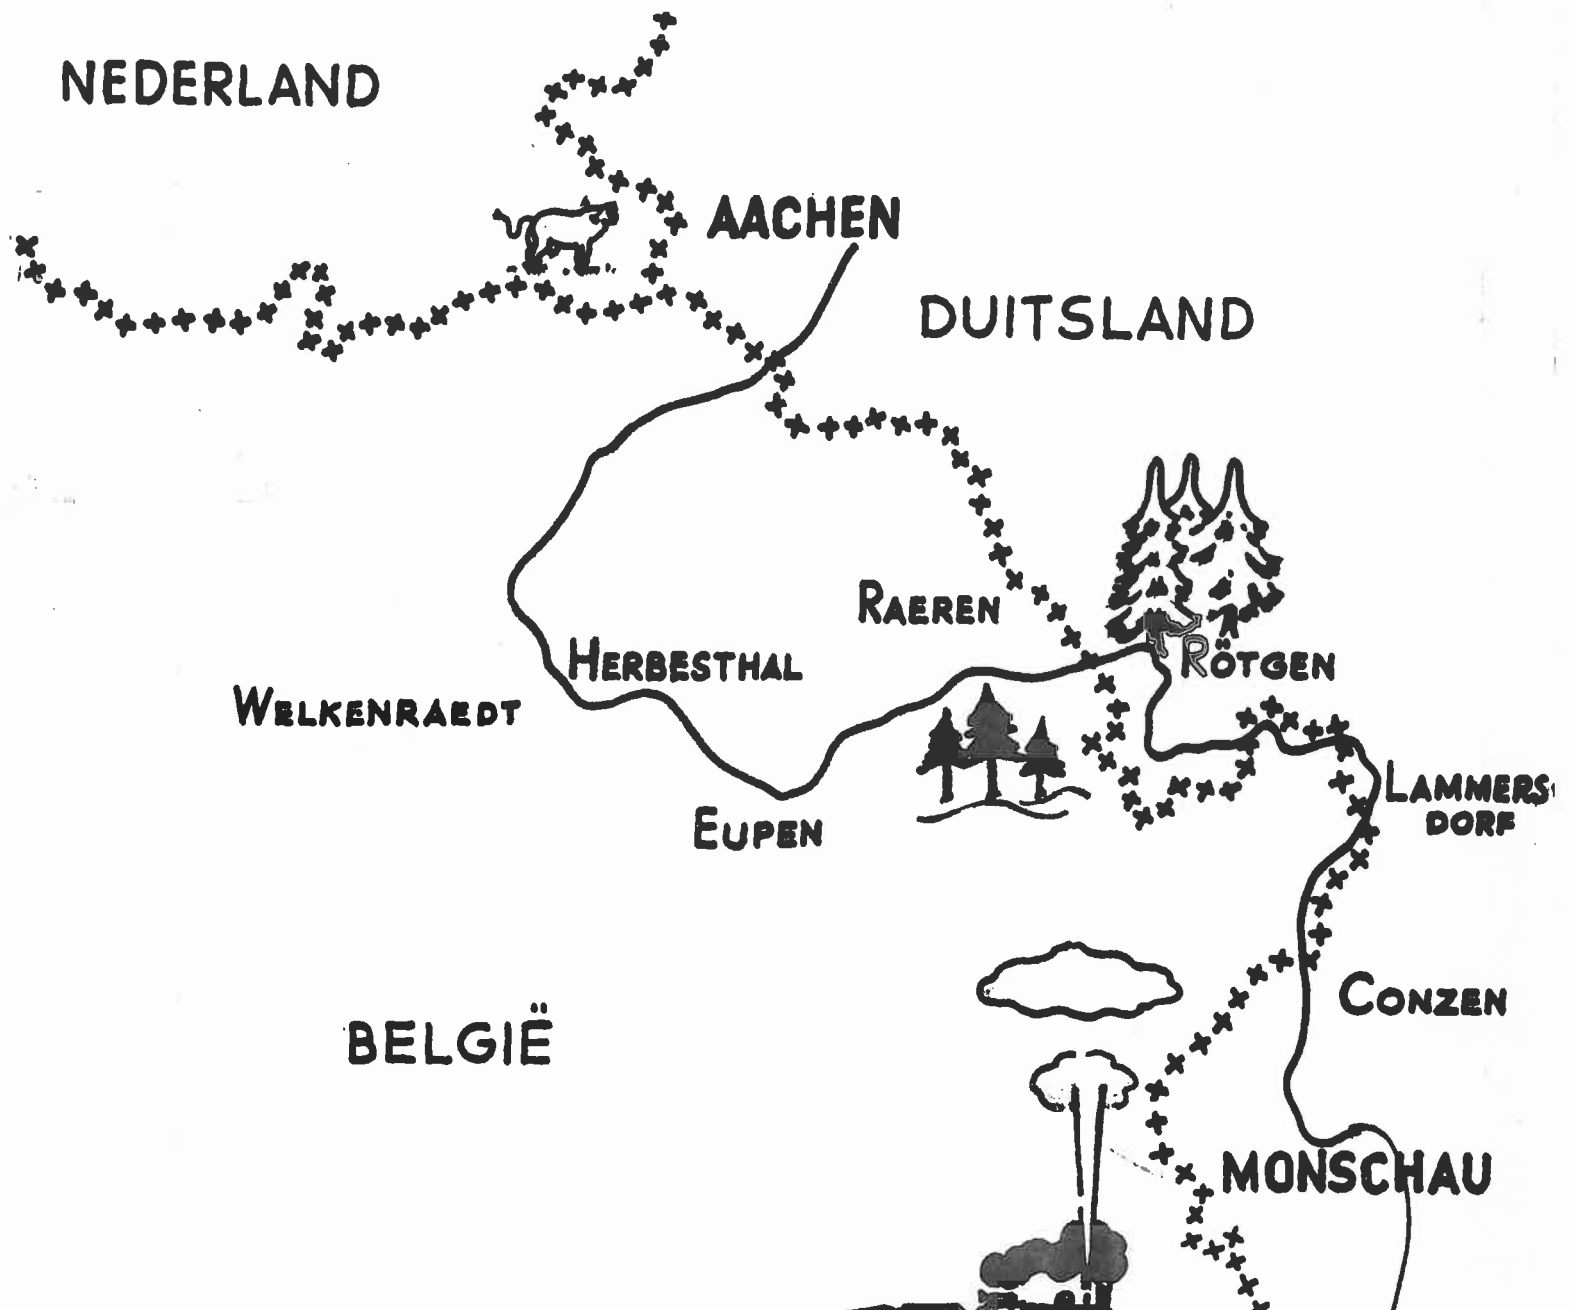 NEDERLAND
AACHEN
DUITSLAND
RAEREN
HERBESTHAL
RÖTGEN
WELKENRAEDT
LAMMERS
DORF
EUPEN
CONZEN
BELGIË
MONSCHAU